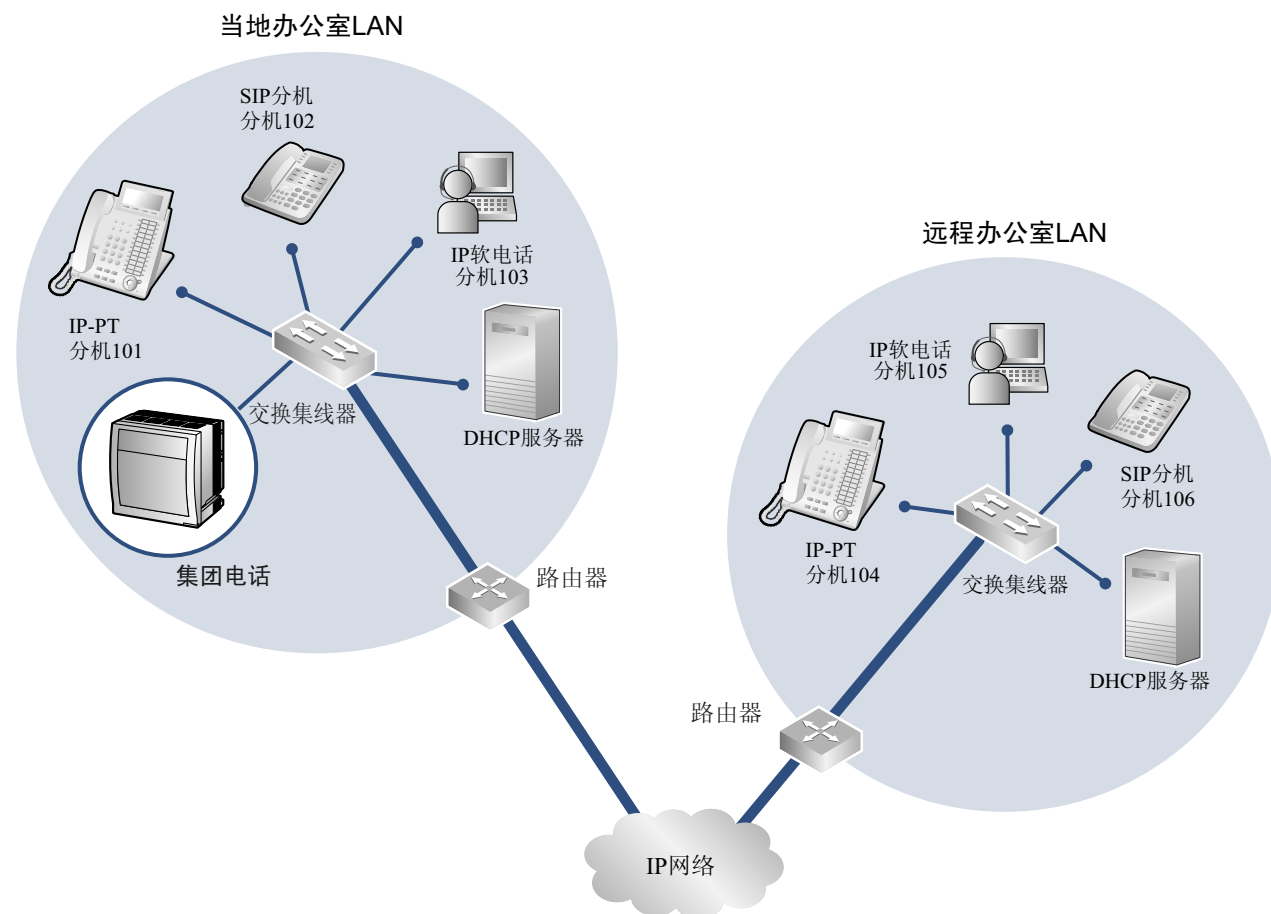 当地办公室LAN
SIP分机
分机102
IP软电话
分机103
IP-PT
分机101
交换集线器
DHCP服务器
集团电话
路由器
远程办公室LAN
IP软电话
分机105
SIP分机
分机106
IP-PT
分机104
交换集线器
DHCP服务器
路由器
IP网络